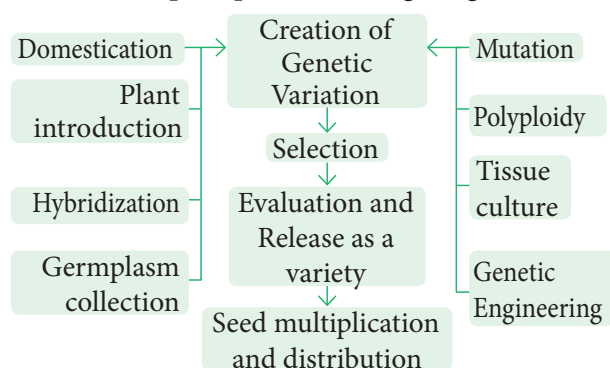 Domestication
Plant
introduction
Hybridization
Germplasm
collection
Creation of
Genetic
Variation
Selection
Evaluation and
Release as a
variety
Seed multiplication
and distribution
Mutation
Polyploidy
Tissue
culture
Genetic
Engineering